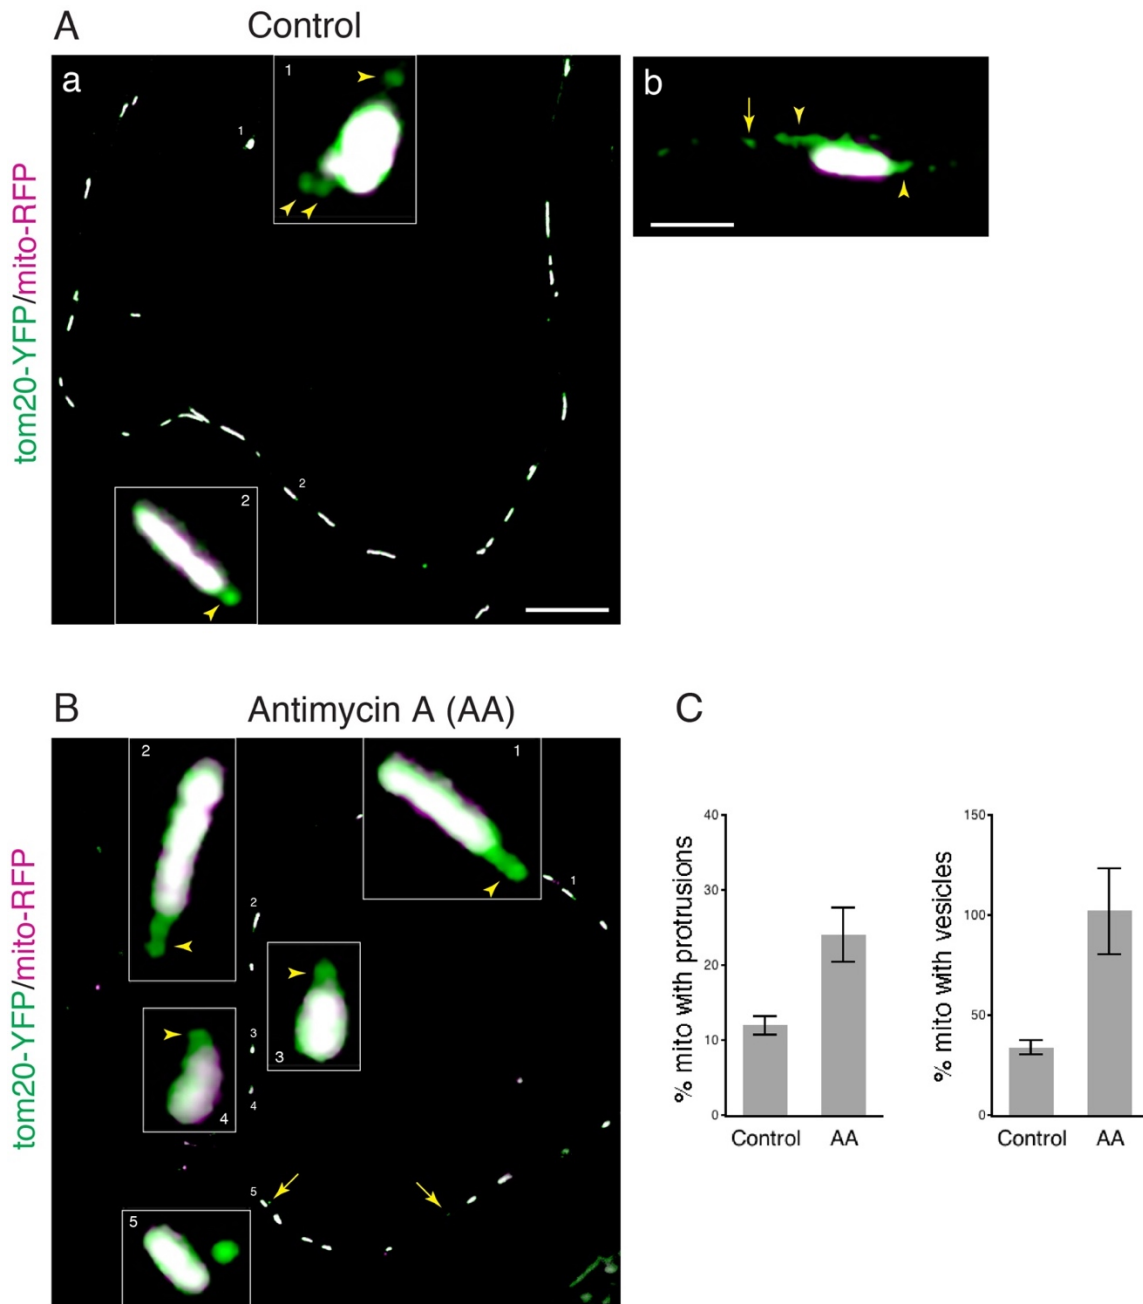 A Control
a
1
b
1
2
2
tom20-YFP/mito-RFP
B Antimycin A (AA)
2
1
1
2
3
3
4
4
5
5
tom20-YFP/mito-RFP
C
% mito with protrusions
40
30
20
10
0
Control AA
% mito with vesicles
150
100
50
0
Control AA